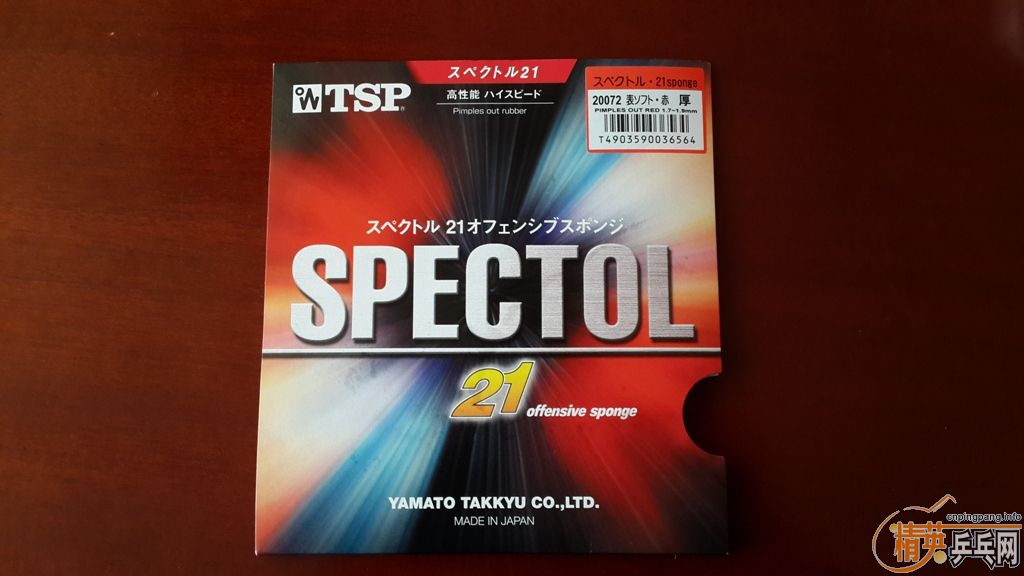 スペクトル21
TSP
高性能 ハイスピード
Pimples out rubber
スペクトル・21sponge
20072 表ソフト・赤 厚
PIMPLES OUT RED 1.7~1.9mm
T4903590036564
スペクトル 21オフェンシブスポンジ
SPECTOL
21 offensive sponge
YAMATO TAKKYU CO.,LTD.
MADE IN JAPAN
cnpingpang.info
精英乒乓网